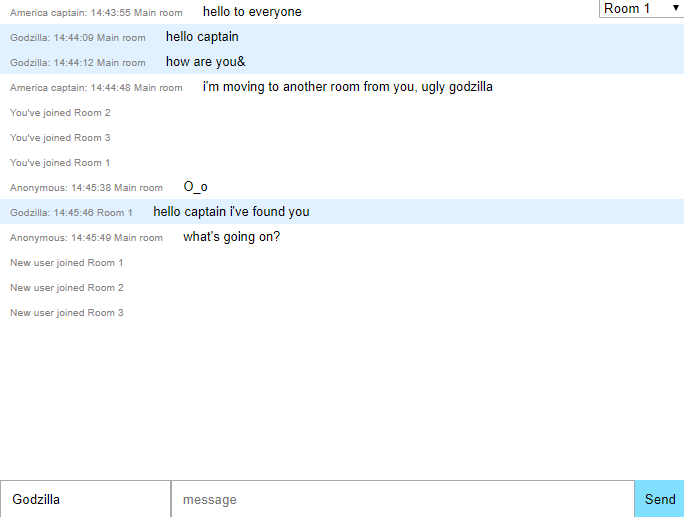 America captain: 14:43:55 Main room hello to everyone
Room 1
Godzilla: 14:44:09 Main room hello captain
Godzilla: 14:44:12 Main room how are you&
America captain: 14:44:48 Main room i'm moving to another room from you, ugly godzilla
You've joined Room 2
You've joined Room 3
You've joined Room 1
Anonymous: 14:45:38 Main room O_o
Godzilla: 14:45:46 Room 1 hello captain i've found you
Anonymous: 14:45:49 Main room what's going on?
New user joined Room 1
New user joined Room 2
New user joined Room 3
Godzilla message Send